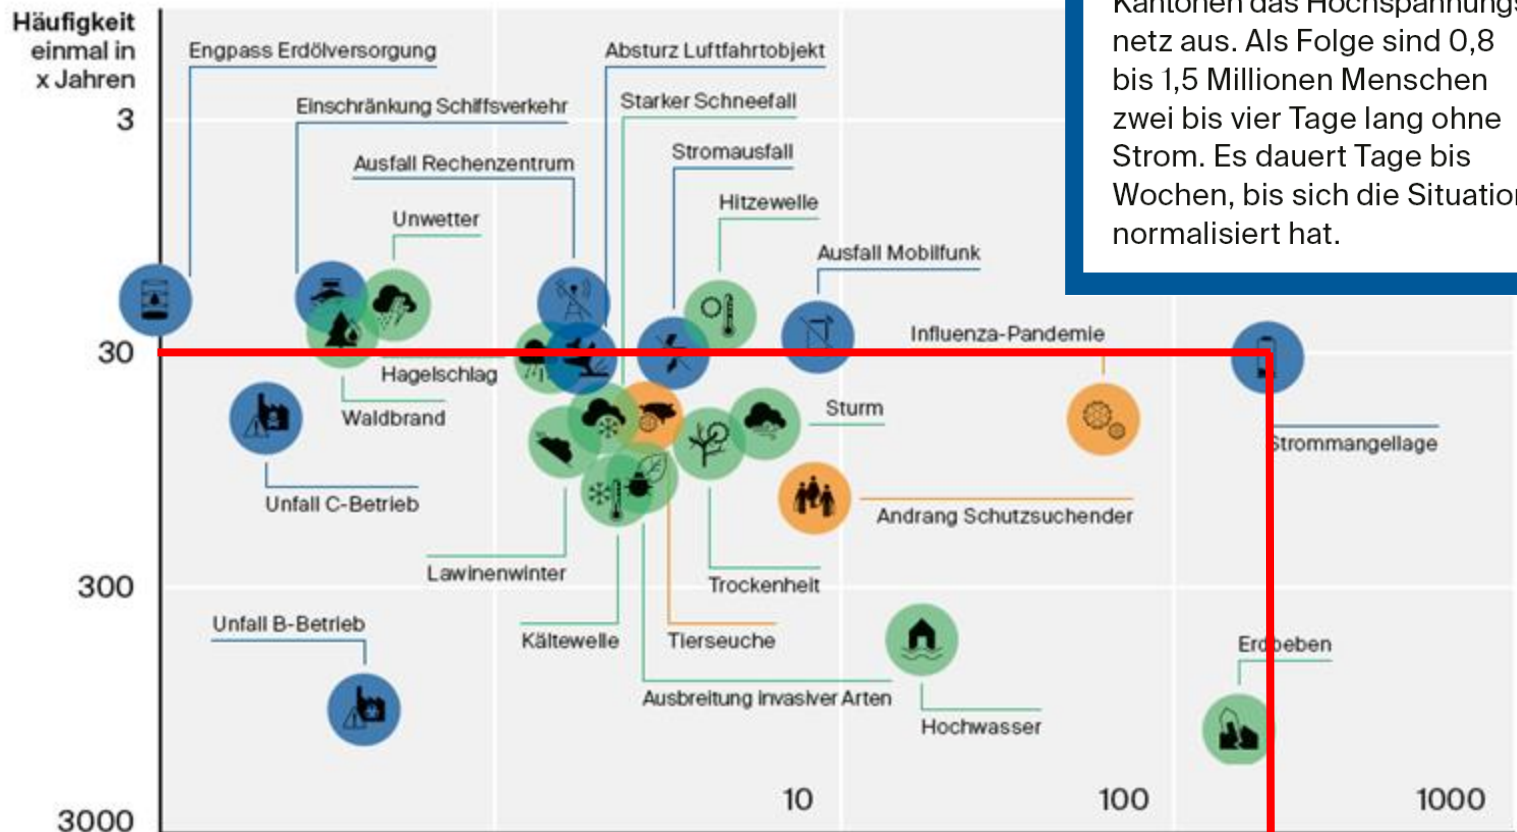 Häufigkeit
einmal in
x Jahren
3
30
300
3000
10
100
1000
Engpass Erdölversorgung
Absturz Luftfahrtobjekt
Einschränkung Schiffsverkehr
Starker Schneefall
Ausfall Rechenzentrum
Stromausfall
Unwetter
Hitzewelle
Ausfall Mobilfunk
Influenza-Pandemie
Hagelschlag
Waldbrand
Sturm
Strommangellage
Unfall C-Betrieb
Andrang Schutzsuchender
Lawinenwinter
Trockenheit
Unfall B-Betrieb
Kältewelle
Tierseuche
Erdbeben
Ausbreitung invasiver Arten
Hochwasser
Kantonen das Hochspannungs
netz aus. Als Folge sind 0,8
bis 1,5 Millionen Menschen
zwei bis vier Tage lang ohne
Strom. Es dauert Tage bis
Wochen, bis sich die Situation
normalisiert hat.